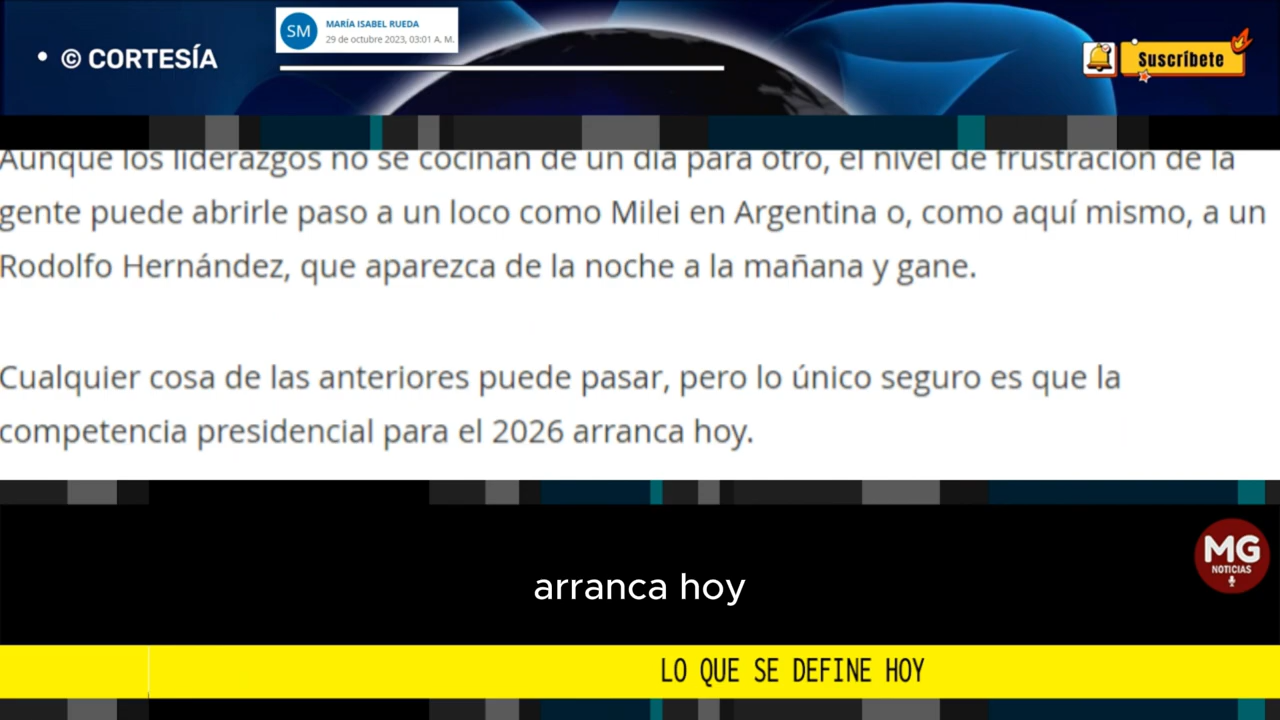 • © CORTESÍA
SM
MARÍA ISABEL RUEDA
29 de octubre 2023, 03:01 A. M.
Suscríbete
Aunque los liderazgos no se cocinan de un día para otro, el nivel de frustración de la
gente puede abrirle paso a un loco como Milei en Argentina o, como aquí mismo, a un
Rodolfo Hernández, que aparezca de la noche a la mañana y gane.
Cualquier cosa de las anteriores puede pasar, pero lo único seguro es que la
competencia presidencial para el 2026 arranca hoy.
MG
NOTICIAS
arranca hoy
LO QUE SE DEFINE HOY